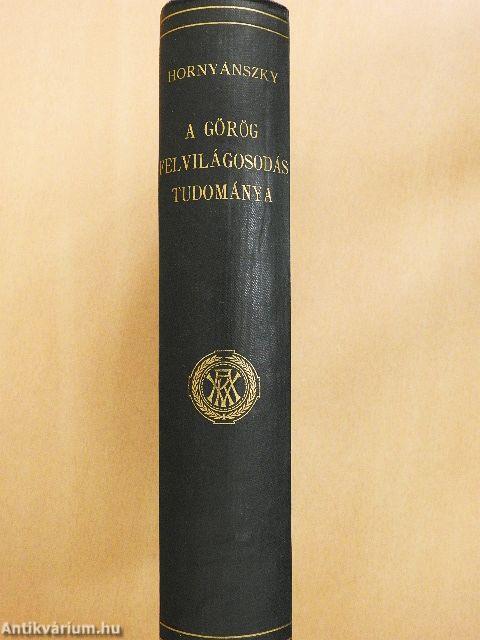 HORNYÁNSZKY
A GÖRÖG
FELVILÁGOSODÁS
TUDOMÁNYA
Antikvárium.hu